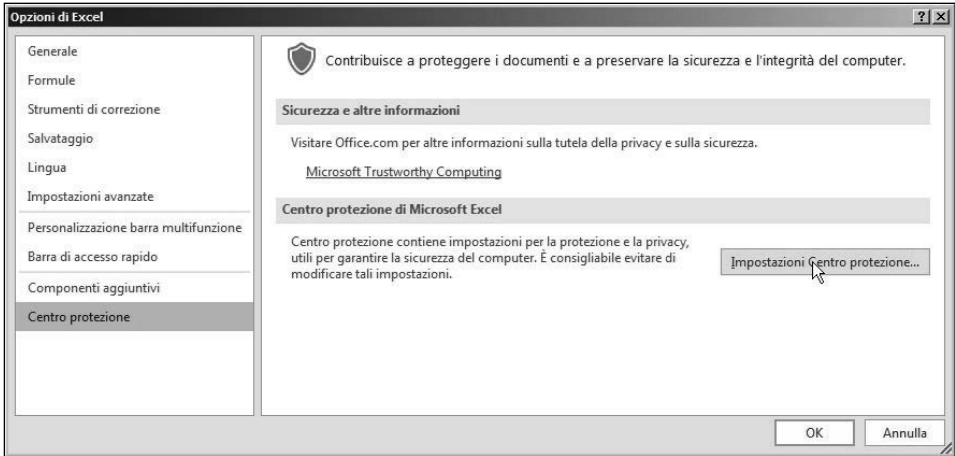 Opzioni di Excel
Generale
Formule
Strumenti di correzione
Salvataggio
Lingua
Impostazioni avanzate
Personalizzazione barra multifunzione
Barra di accesso rapido
Componenti aggiuntivi
Centro protezione
Contribuisce a proteggere i documenti e a preservare la sicurezza e l'integrità del computer.
Sicurezza e altre informazioni
Visitare Office.com per altre informazioni sulla tutela della privacy e sulla sicurezza.
Microsoft Trustworthy Computing
Centro protezione di Microsoft Excel
Centro protezione contiene impostazioni per la protezione e la privacy,
utili per garantire la sicurezza del computer. È consigliabile evitare di
modificare tali impostazioni.
Impostazioni Centro protezione...
OK
Annulla